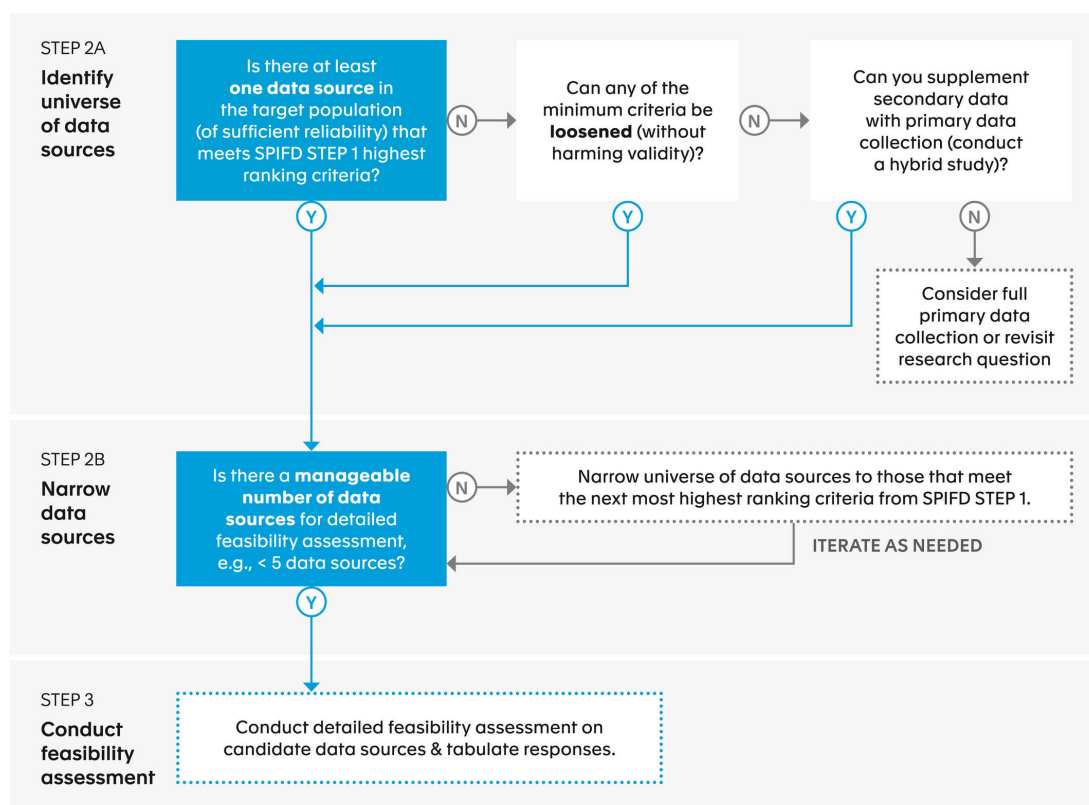 STEP 2A
Identify
universe
of data
sources
Is there at least
one data source in
the target population
(of sufficient reliability) that
meets SPIFD STEP 1 highest
ranking criteria?
N
Can any of the
minimum criteria be
loosened (without
harming validity)?
N
Can you supplement
secondary data
with primary data
collection (conduct
a hybrid study)?
Y
Y
Y
N
Consider full
primary data
collection or revisit
research question
STEP 2B
Narrow
data
sources
Is there a manageable
number of data
sources for detailed
feasibility assessment,
e.g., < 5 data sources?
N
Narrow universe of data sources to those that meet
the next most highest ranking criteria from SPIFD STEP 1.
ITERATE AS NEEDED
Y
STEP 3
Conduct
feasibility
assessment
Conduct detailed feasibility assessment on
candidate data sources & tabulate responses.